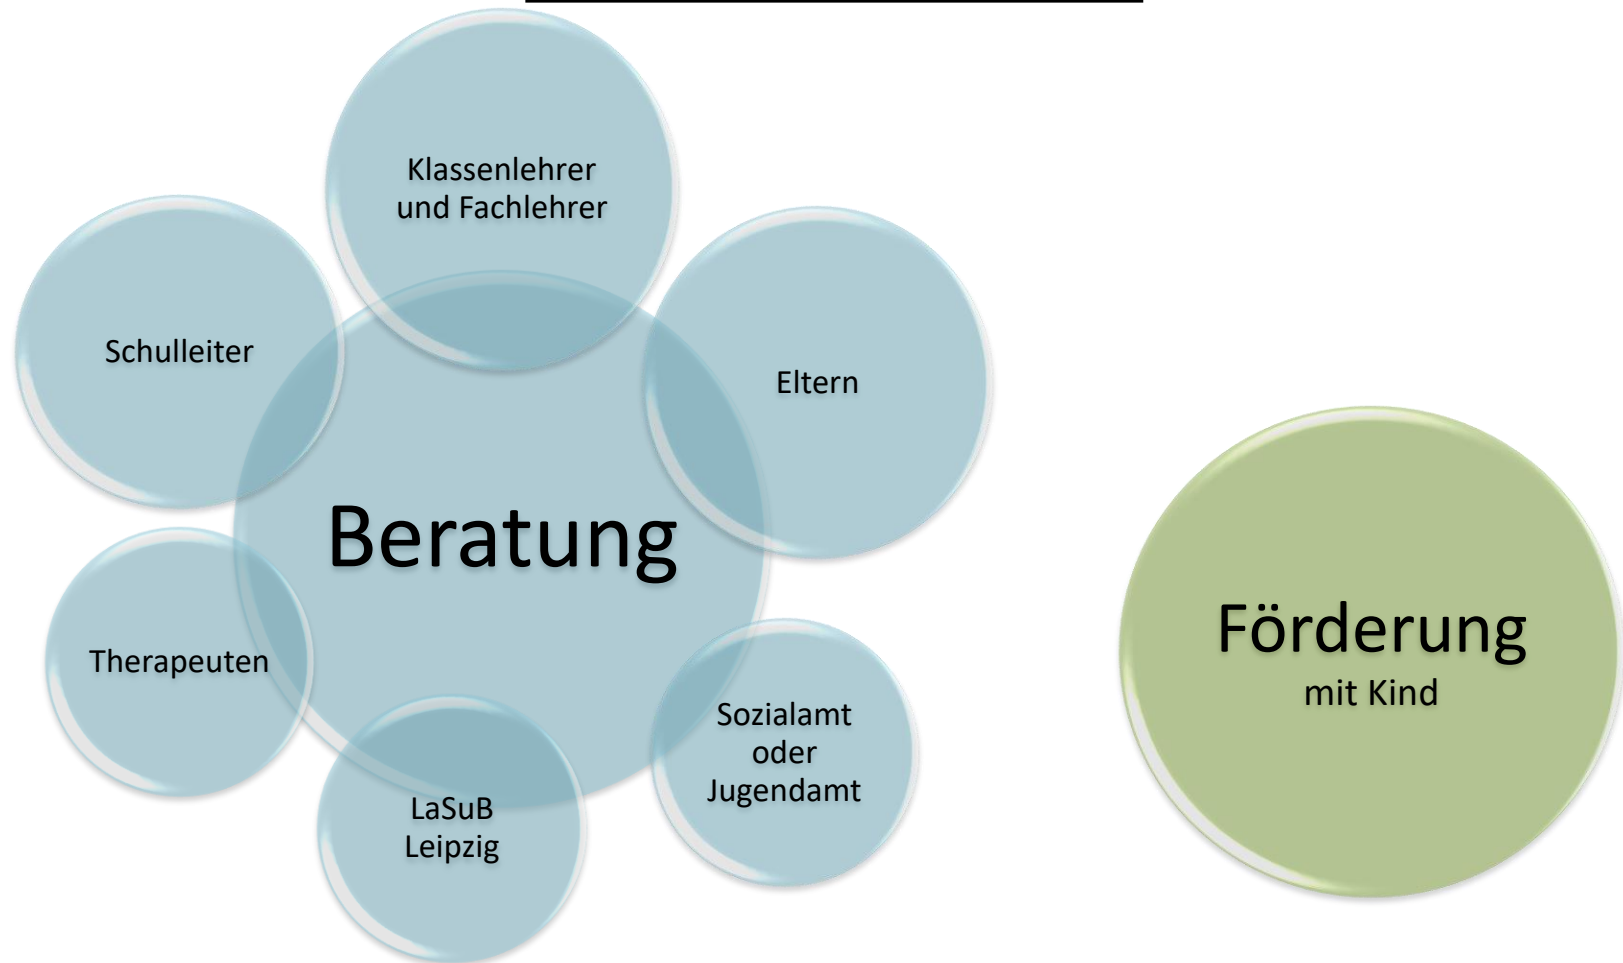 Klassenlehrer
und Fachlehrer
Schulleiter
Eltern
Beratung
Therapeuten
Sozialamt
oder
Jugendamt
LaSuB
Leipzig
Förderung
mit Kind